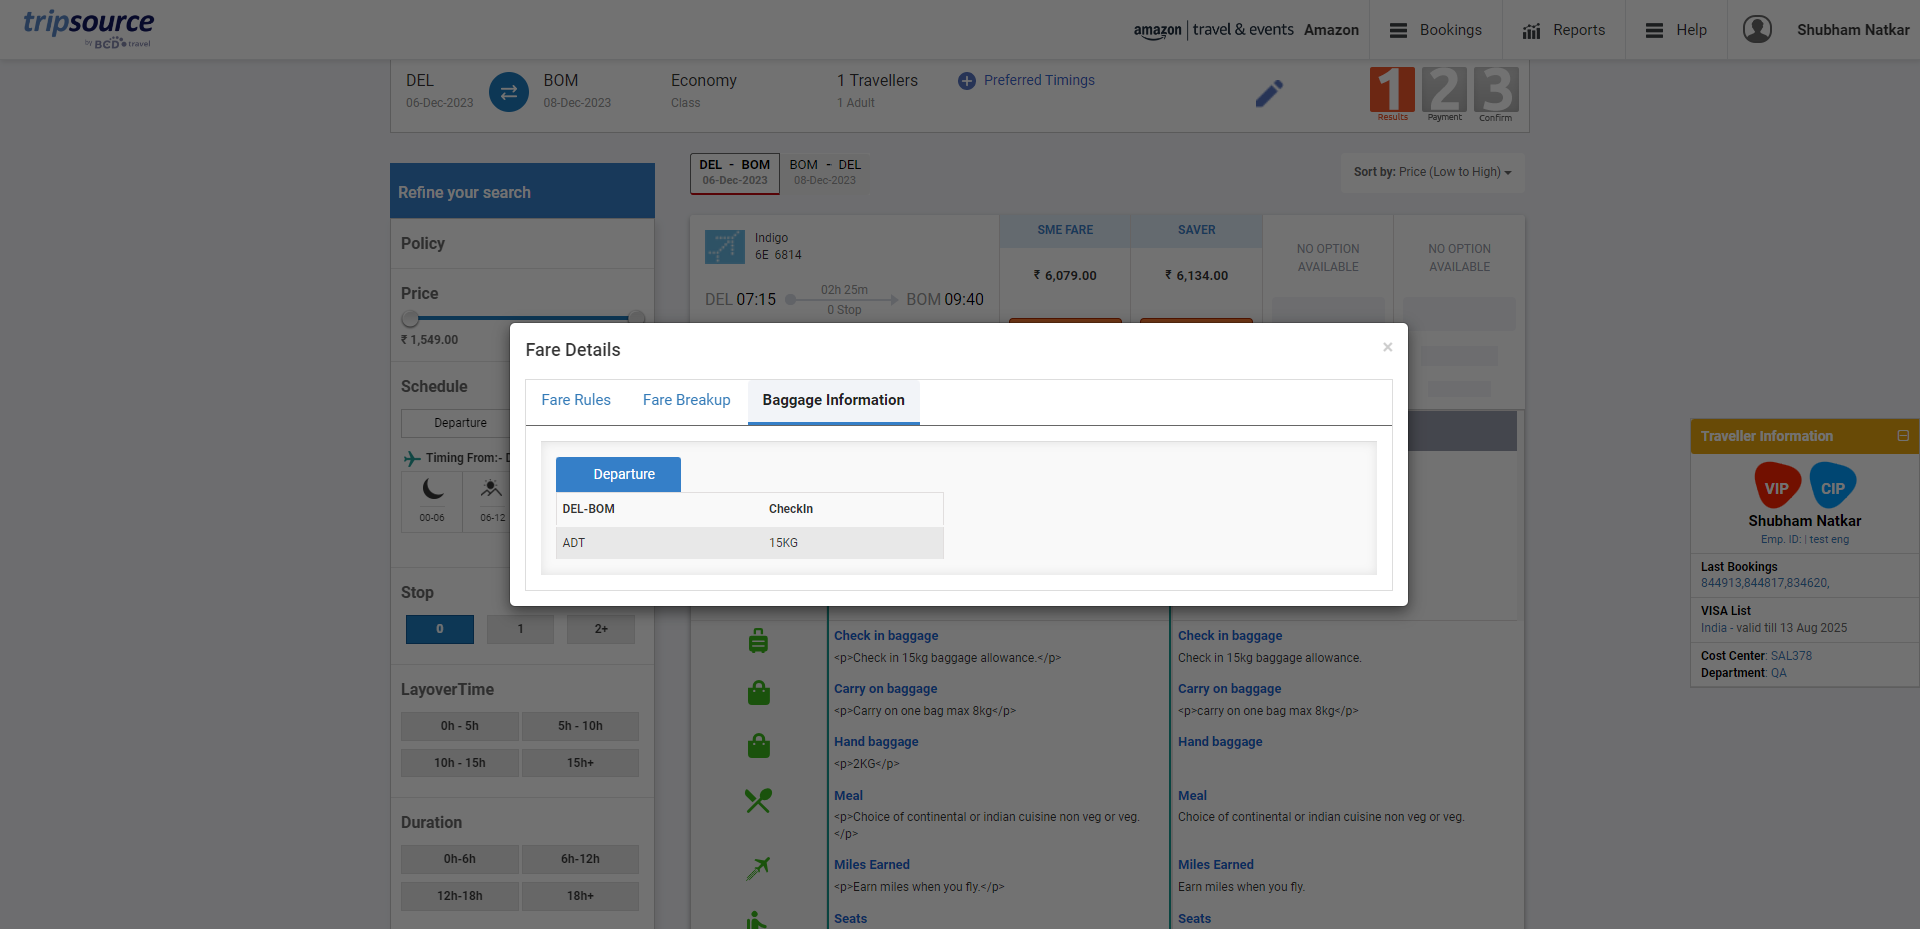 tripsource
by BCD travel
amazon | travel & events Amazon
Bookings
Reports
Help
Shubham Natkar
DEL
06-Dec-2023
BOM
08-Dec-2023
Economy
Class
1 Travellers
1 Adult
Preferred Timings
1 Results
2 Payment
3 Confirm
Refine your search
Policy
Price
₹ 1,549.00
Schedule
Departure
Timing From:-
00-06
06-12
Stop
0
1
2+
LayoverTime
0h - 5h
5h - 10h
10h - 15h
15h+
Duration
0h-6h
6h-12h
12h-18h
18h+
DEL - BOM
06-Dec-2023
BOM - DEL
08-Dec-2023
Sort by: Price (Low to High)
Indigo
6E 6814
DEL 07:15
02h 25m
0 Stop
BOM 09:40
SME FARE
₹ 6,079.00
SAVER
₹ 6,134.00
NO OPTION
AVAILABLE
NO OPTION
AVAILABLE
Fare Details
×
Fare Rules
Fare Breakup
Baggage Information
Departure
DEL-BOM
CheckIn
ADT
15KG
Check in baggage
<p>Check in 15kg baggage allowance.</p>
Check in baggage
Check in 15kg baggage allowance.
Carry on baggage
<p>Carry on one bag max 8kg</p>
Carry on baggage
<p>carry on one bag max 8kg</p>
Hand baggage
<p>2KG</p>
Hand baggage
Meal
<p>Choice of continental or indian cuisine non veg or veg.
</p>
Meal
Choice of continental or indian cuisine non veg or veg.
Miles Earned
<p>Earn miles when you fly.</p>
Miles Earned
Earn miles when you fly.
Seats
Seats
Traveller Information
VIP
CIP
Shubham Natkar
Emp. ID: | test eng
Last Bookings
844913,844817,834620,
VISA List
India - valid till 13 Aug 2025
Cost Center: SAL378
Department: QA